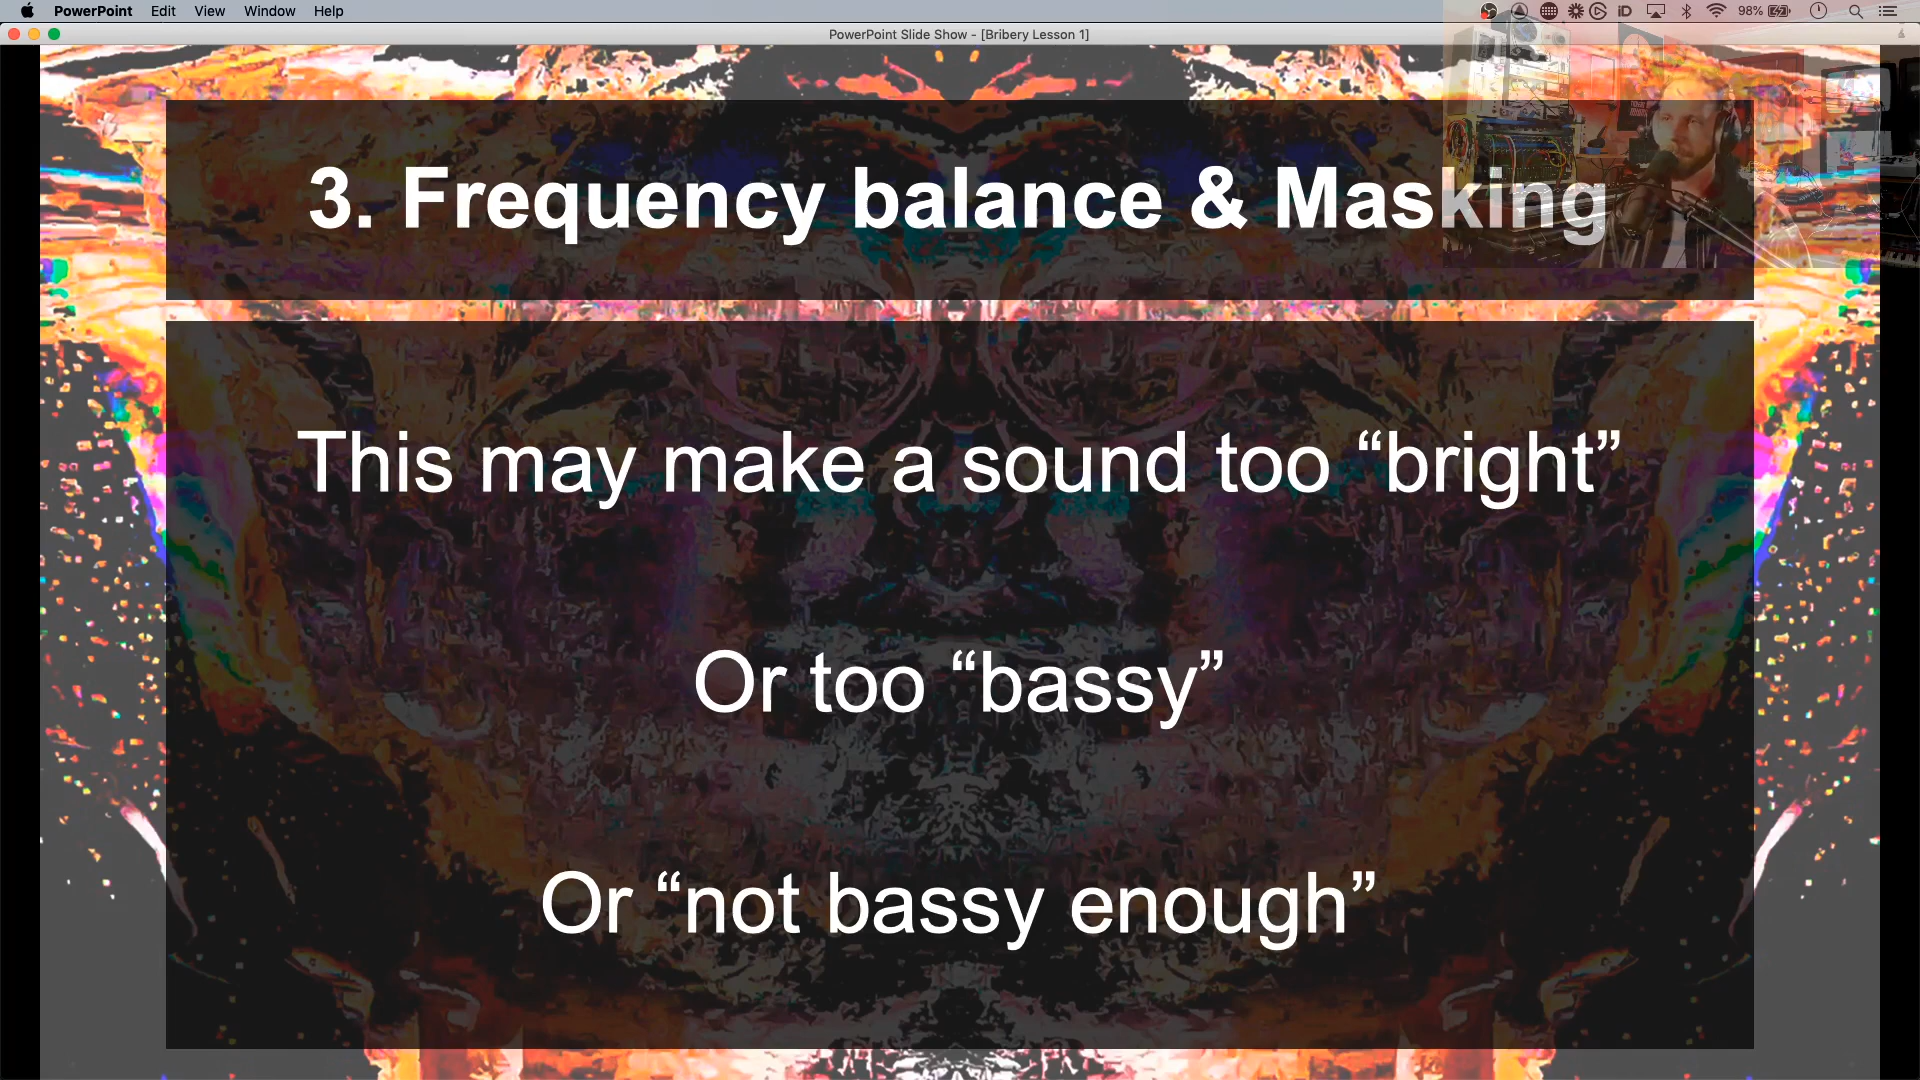 PowerPoint Edit View Window Help 98%
PowerPoint Slide Show - [Bribery Lesson 1]
3. Frequency balance & Masking
This may make a sound too “bright”
Or too “bassy”
Or “not bassy enough”